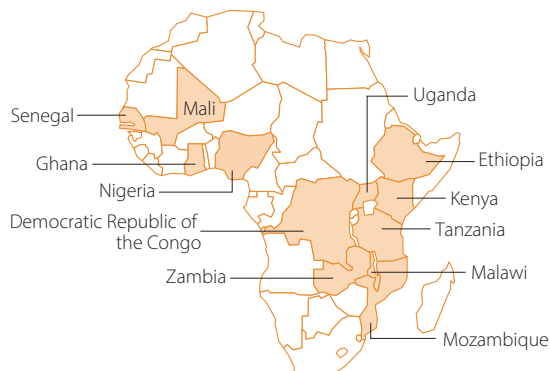 Mali
Uganda
Senegal
Ethiopia
Ghana
Nigeria
Kenya
Democratic Republic of
the Congo
Tanzania
Zambia
Malawi
Mozambique